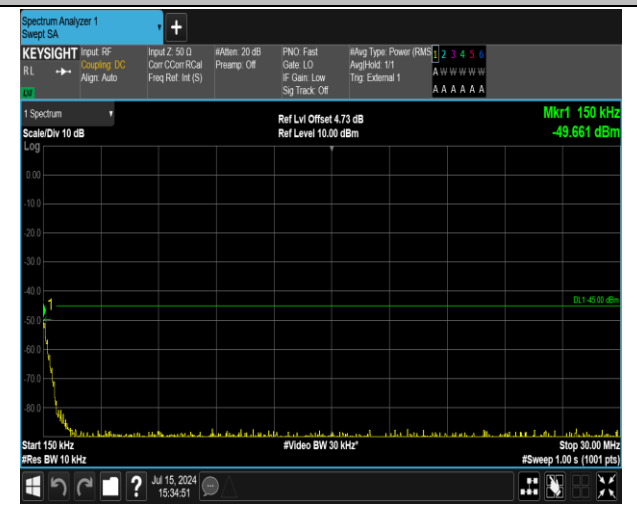 Spectrum Analyzer 1
Swept SA
+
KEYSIGHT
RL
Input: RF
Coupling: DC
Align: Auto
Input Z: 50 Ω
Corr CCorr RCal
Freq Ref: Int (S)
#Atten: 20 dB
Preamp: Off
PNO: Fast
Gate: LO
IF Gain: Low
Sig Track: Off
#Avg Type: Power (RMS
Avg|Hold: 1/1
Trig: External 1
1 2 3 4 5 6
A W W W W W
A A A A A A
1 Spectrum
Scale/Div 10 dB
Ref Lvl Offset 4.73 dB
Ref Level 10.00 dBm
Mkr1 150 kHz
-49.661 dBm
Log
0.00
-10.0
-20.0
-30.0
-40.0
-50.0
-60.0
-70.0
-80.0
1
DL1 -45.00 dBm
Start 150 kHz
#Res BW 10 kHz
#Video BW 30 kHz*
Stop 30.00 MHz
#Sweep 1.00 s (1001 pts)
?
Jul 15, 2024
15:34:51